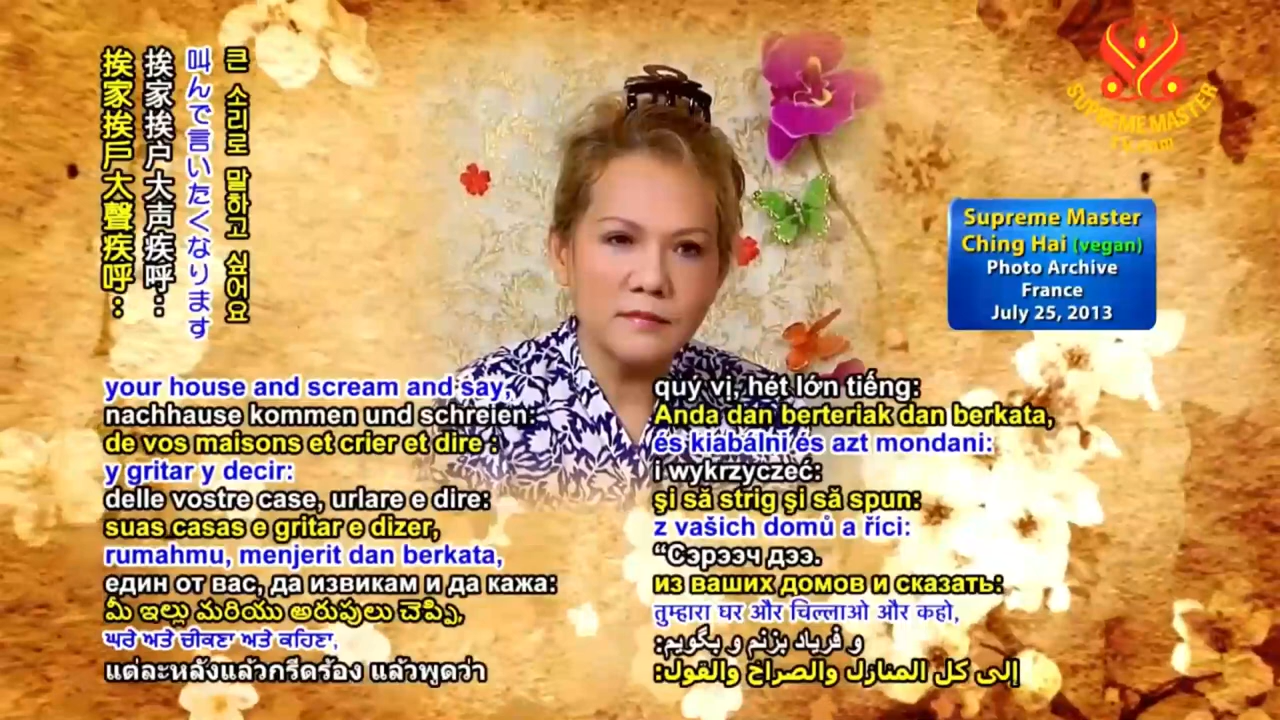 큰 소리로 말하고 싶어요
叫んで言いたくなります
挨家挨户大声疾呼：
挨家挨戶大聲疾呼：
SUPREME MASTER
TV.com
Supreme Master
Ching Hai (vegan)
Photo Archive
France
July 25, 2013
your house and scream and say,
nachhause kommen und schreien:
de vos maisons et crier et dire :
y gritar y decir:
delle vostre case, urlare e dire:
suas casas e gritar e dizer,
rumahmu, menjerit dan berkata,
един от вас, да извикам и да кажа:
మీ ఇల్లు మరియు అరుపులు చెప్పి,
ਘਰੇ ਅਤੇ ਚੀਕਣਾ ਅਤੇ ਕਹਿਣਾ,
แต่ละหลังแล้วกรีดร้อง แล้วพูดว่า
quý vị, hét lớn tiếng:
Anda dan berteriak dan berkata,
és kiabálni és azt mondani:
i wykrzyczeć:
şi să strig şi să spun:
z vašich domů a říci:
“Сэрээч дээ.
из ваших домов и сказать:
तुम्हारा घर और चिल्लाओ और कहो,
و فریاد بزنم و بگویم:
إلى كل المنازل والصراخ والقول: